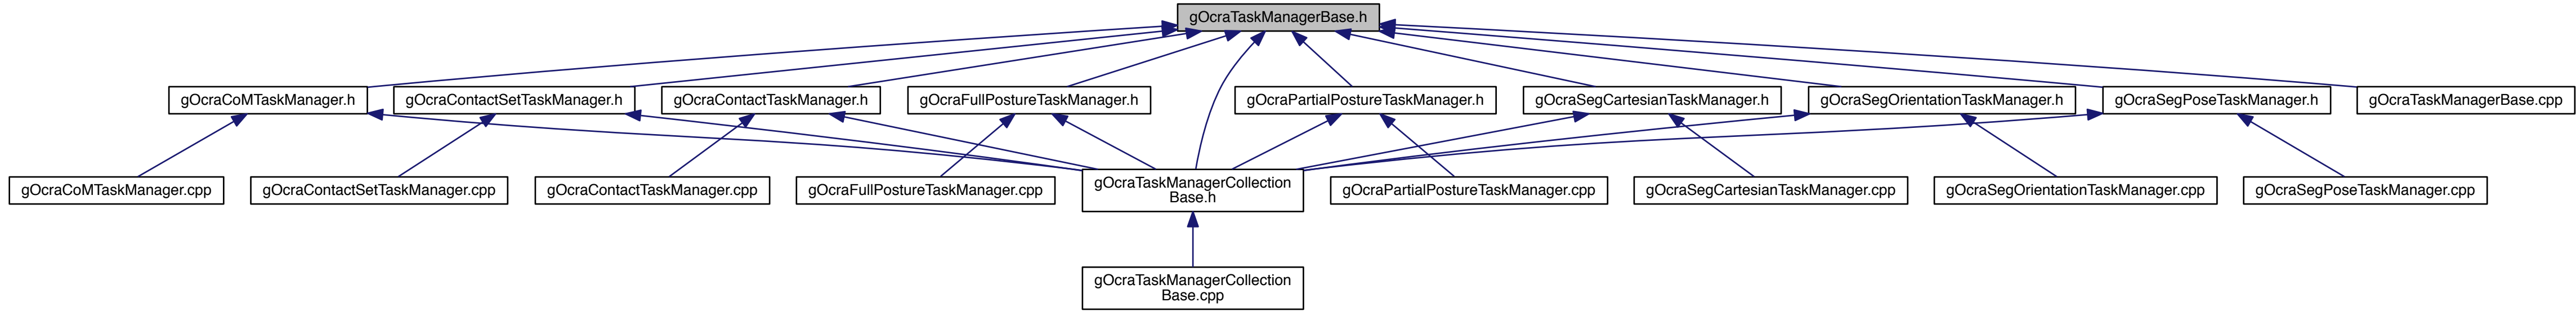 gOcraTaskManagerBase.h
gOcraCoMTaskManager.h
gOcraContactSetTaskManager.h
gOcraContactTaskManager.h
gOcraFullPostureTaskManager.h
gOcraPartialPostureTaskManager.h
gOcraSegCartesianTaskManager.h
gOcraSegOrientationTaskManager.h
gOcraSegPoseTaskManager.h
gOcraTaskManagerBase.cpp
gOcraCoMTaskManager.cpp
gOcraContactSetTaskManager.cpp
gOcraContactTaskManager.cpp
gOcraFullPostureTaskManager.cpp
gOcraTaskManagerCollection
Base.h
gOcraPartialPostureTaskManager.cpp
gOcraSegCartesianTaskManager.cpp
gOcraSegOrientationTaskManager.cpp
gOcraSegPoseTaskManager.cpp
gOcraTaskManagerCollection
Base.cpp